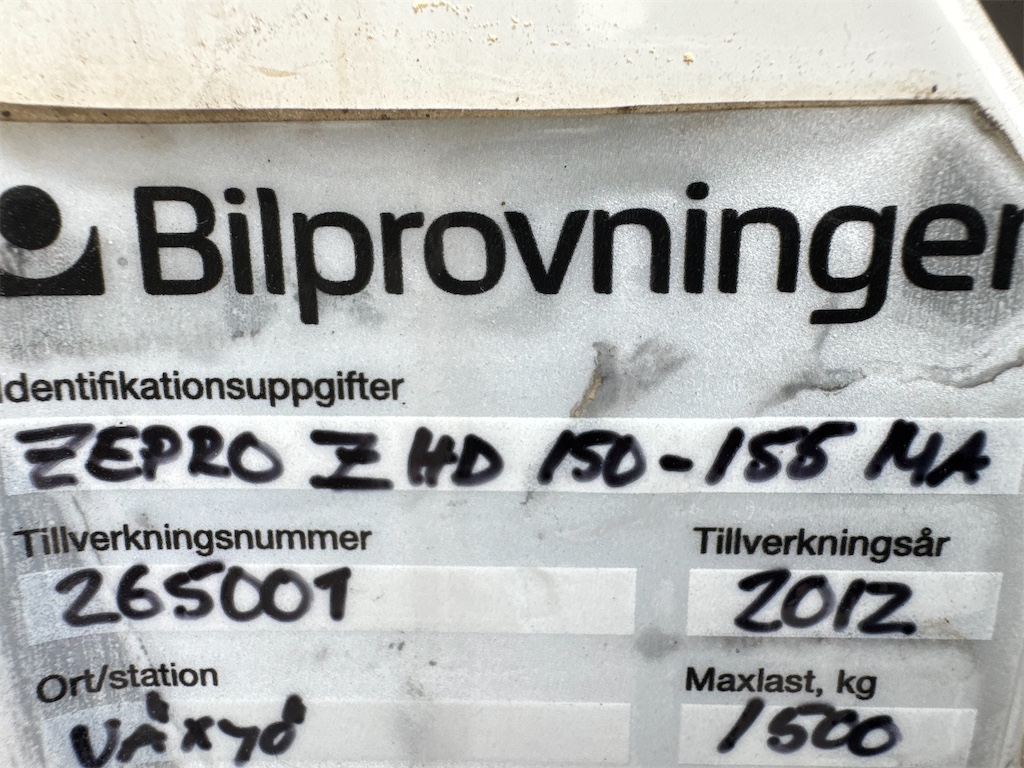 Bilprovningen
Identifikationsuppgifter
ZEPRO Z HD 150-155 MA
Tillverkningsnummer Tillverkningsår
265001 2012
Ort/station Maxlast, kg
VÄXJÖ 1500